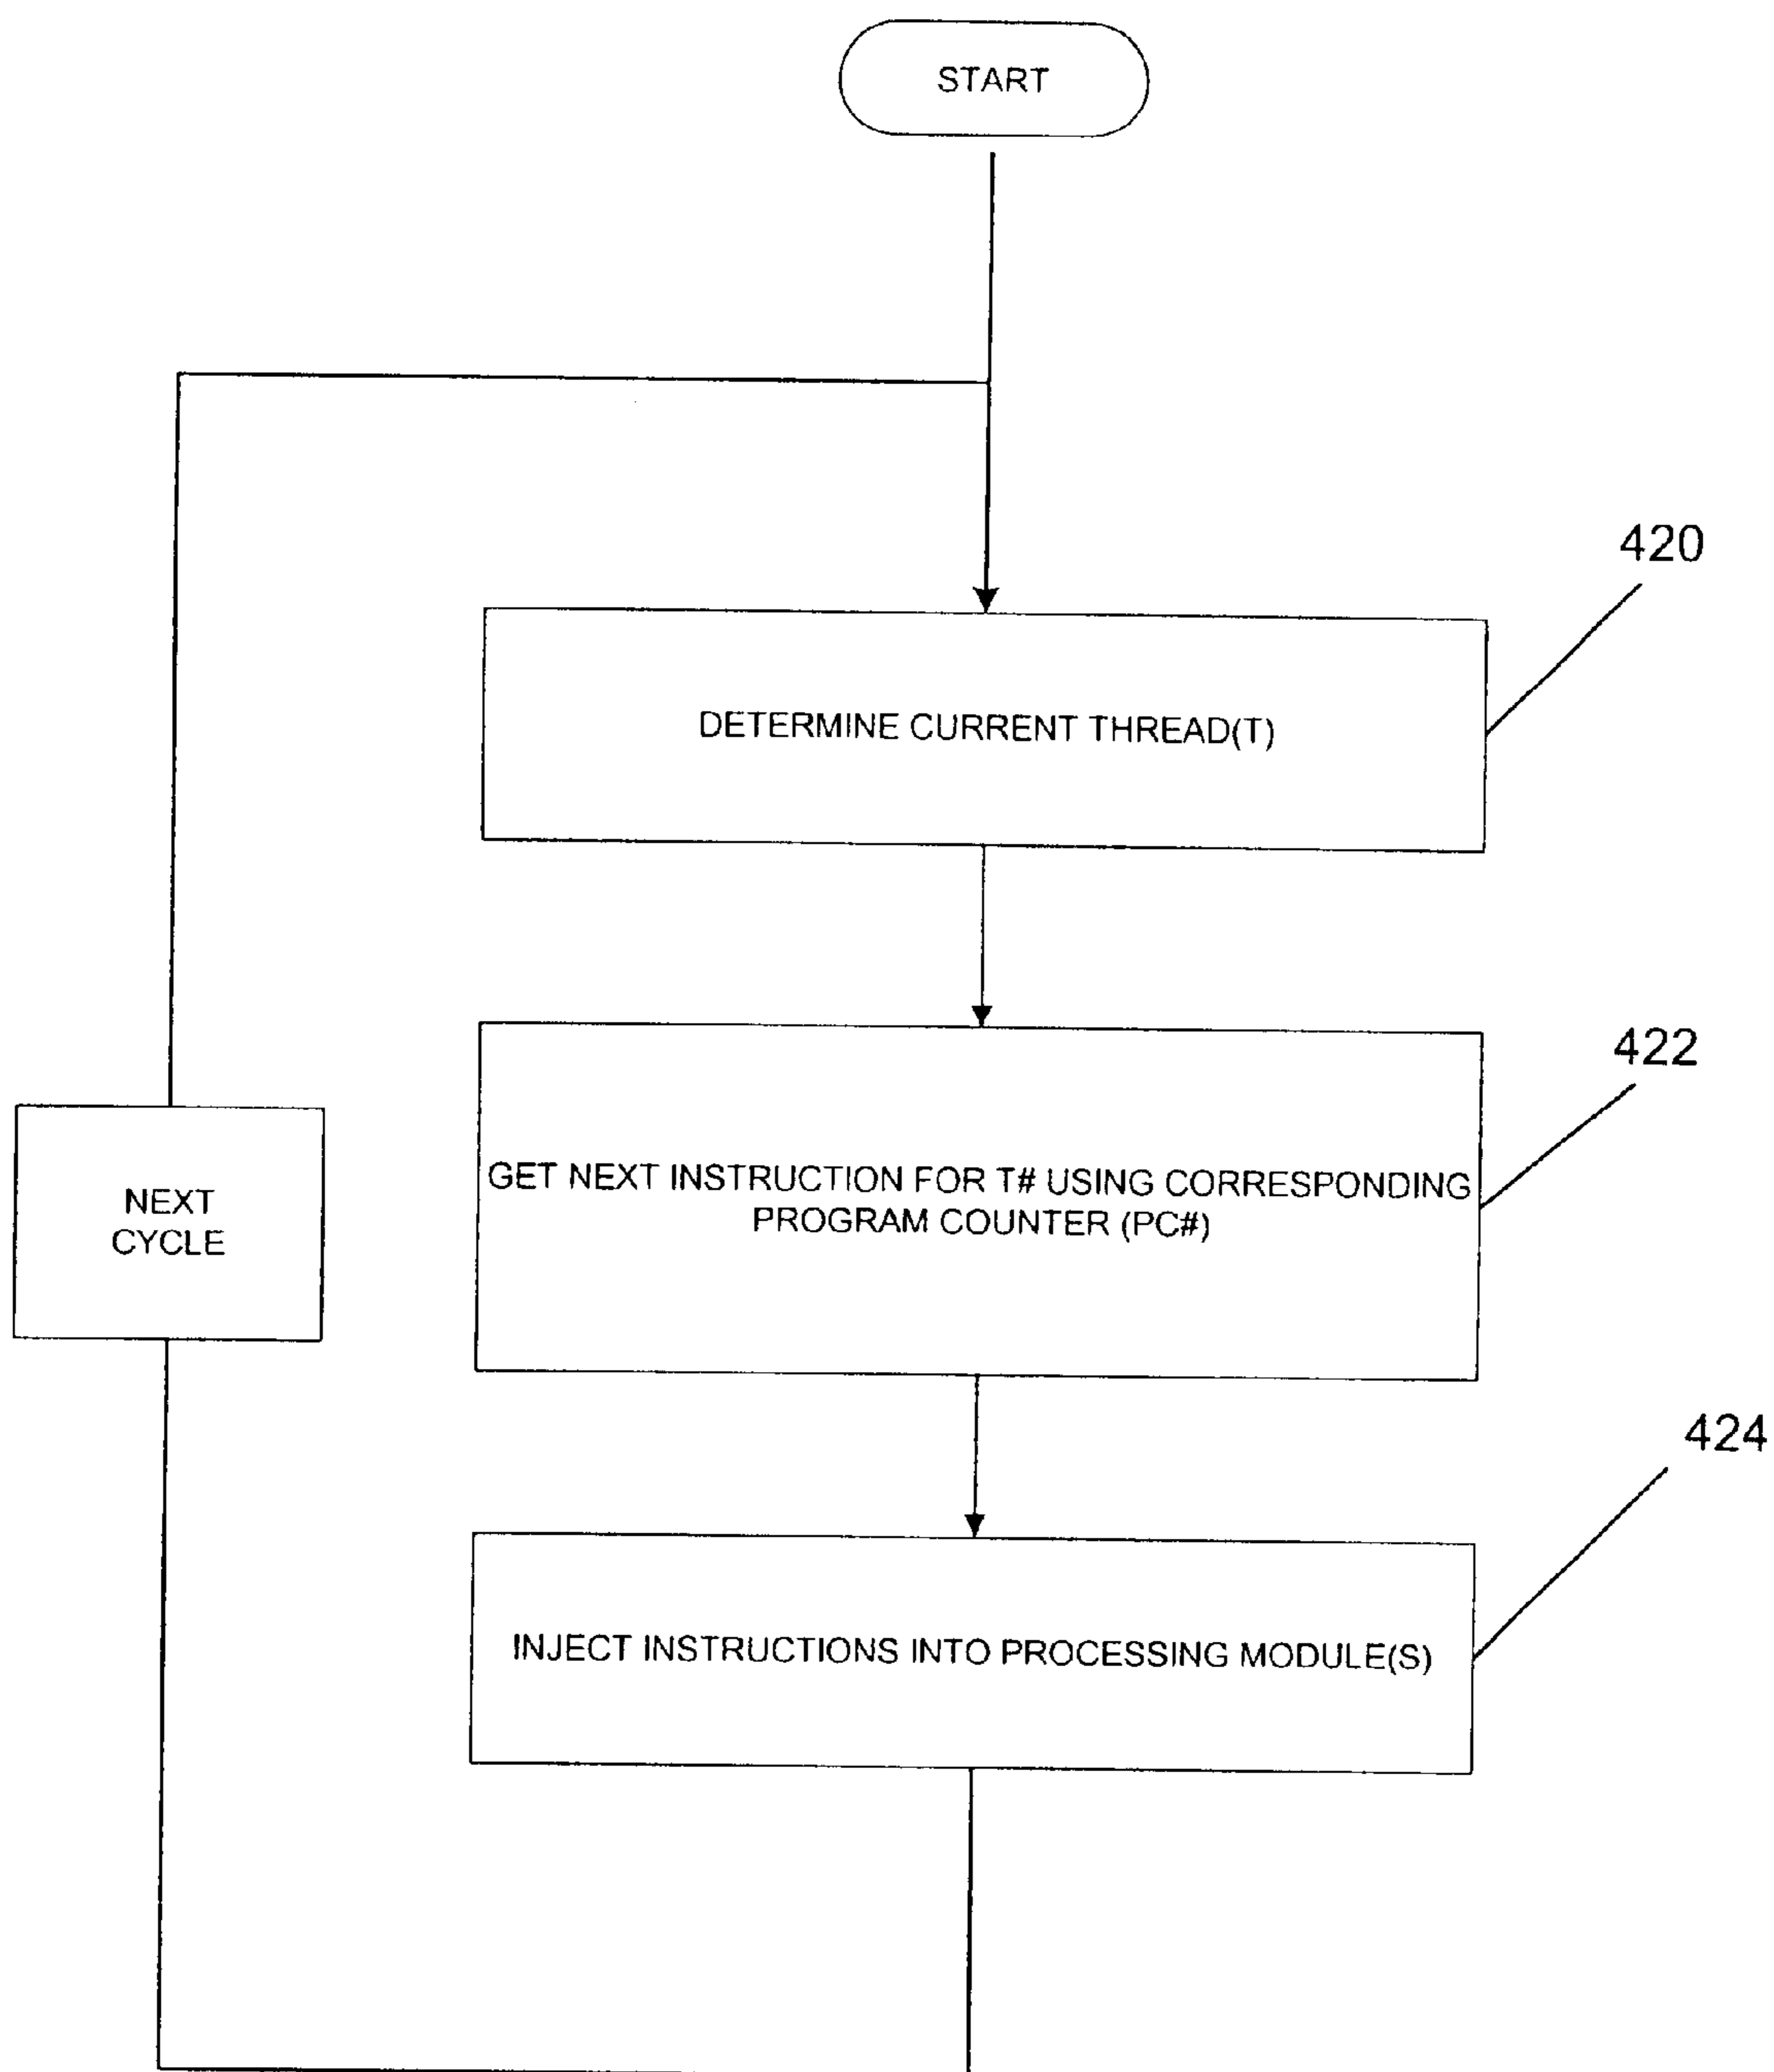 START
420
DETERMINE CURRENT THREAD(T)
422
GET NEXT INSTRUCTION FOR T# USING CORRESPONDING
PROGRAM COUNTER (PC#)
NEXT
CYCLE
424
INJECT INSTRUCTIONS INTO PROCESSING MODULE(S)